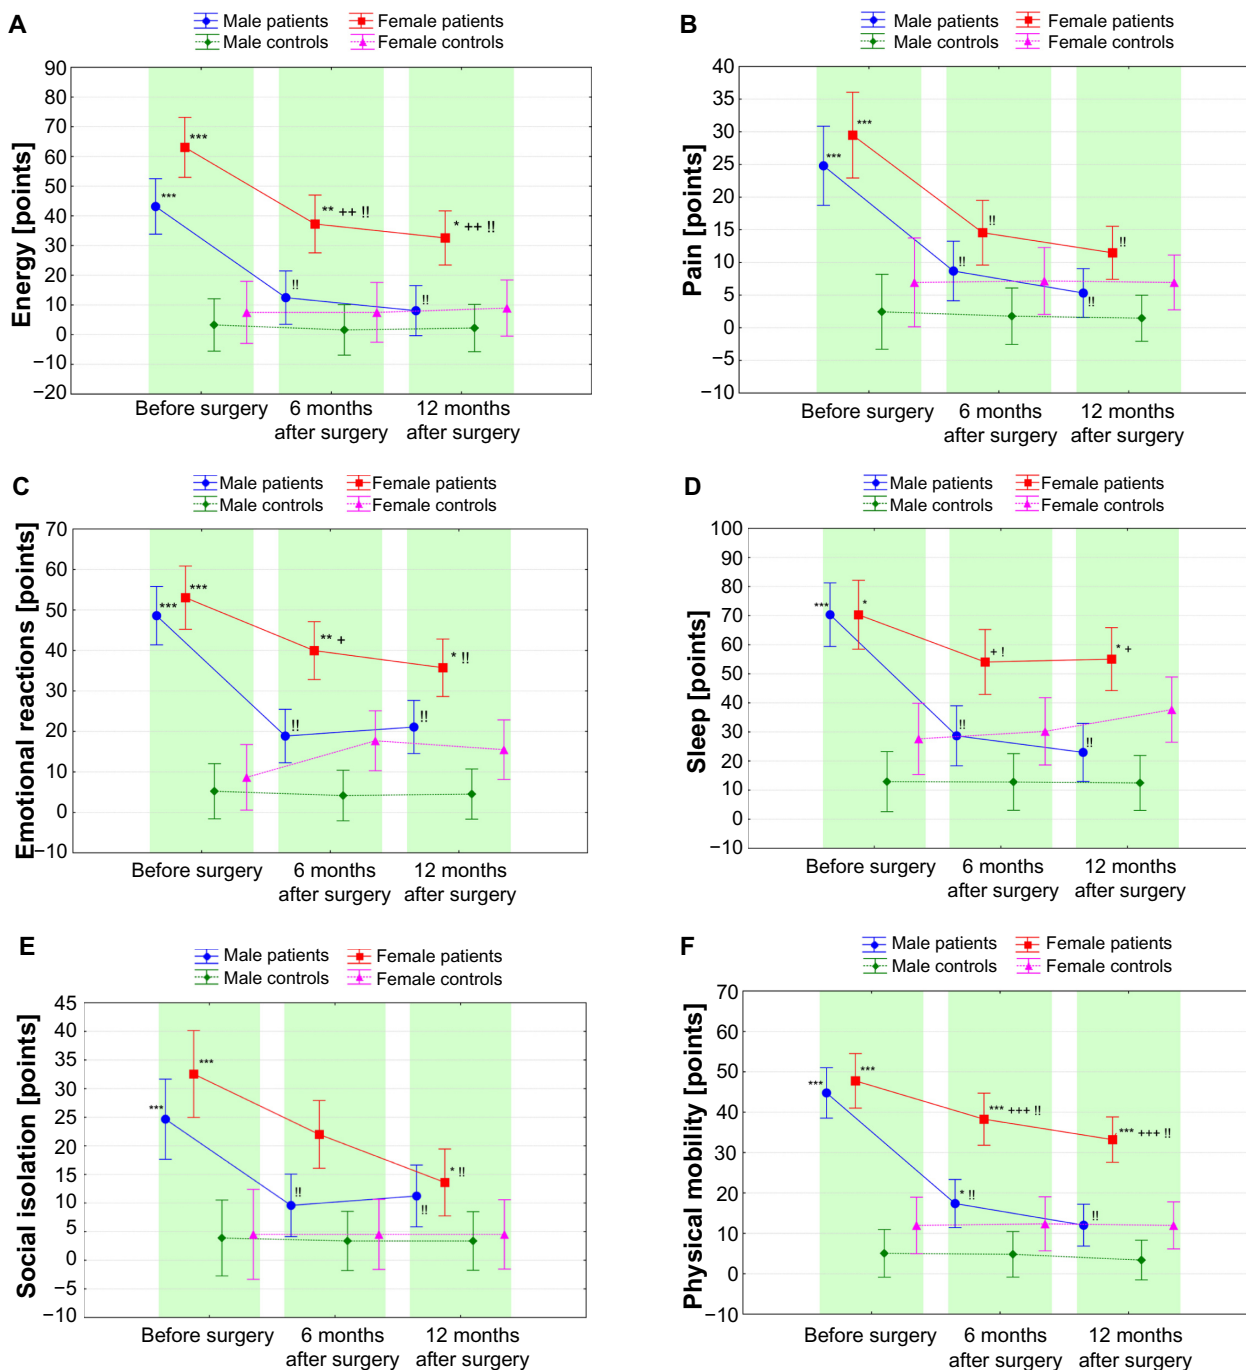 A
Male patients Female patients
Male controls Female controls
Energy [points]
90
80
70
60
50
40
30
20
10
0
−10
−20
***
***
** ++ !!
* ++ !!
!!
!!
Before surgery 6 months 12 months
after surgery after surgery
B
Male patients Female patients
Male controls Female controls
Pain [points]
40
35
30
25
20
15
10
5
0
−5
−10
***
***
!!
!!
!!
!!
Before surgery 6 months 12 months
after surgery after surgery
C
Male patients Female patients
Male controls Female controls
Emotional reactions [points]
70
60
50
40
30
20
10
0
−10
***
***
** +
* !!
!!
!!
Before surgery 6 months 12 months
after surgery after surgery
D
Male patients Female patients
Male controls Female controls
Sleep [points]
100
90
80
70
60
50
40
30
20
10
0
−10
***
*
+ !
* +
!!
!!
Before surgery 6 months 12 months
after surgery after surgery
E
Male patients Female patients
Male controls Female controls
Social isolation [points]
45
40
35
30
25
20
15
10
5
0
−5
−10
***
***
* !!
!!
!!
Before surgery 6 months 12 months
after surgery after surgery
F
Male patients Female patients
Male controls Female controls
Physical mobility [points]
70
60
50
40
30
20
10
0
−10
***
***
*** +++ !!
*** +++ !!
* !!
!!
Before surgery 6 months 12 months
after surgery after surgery